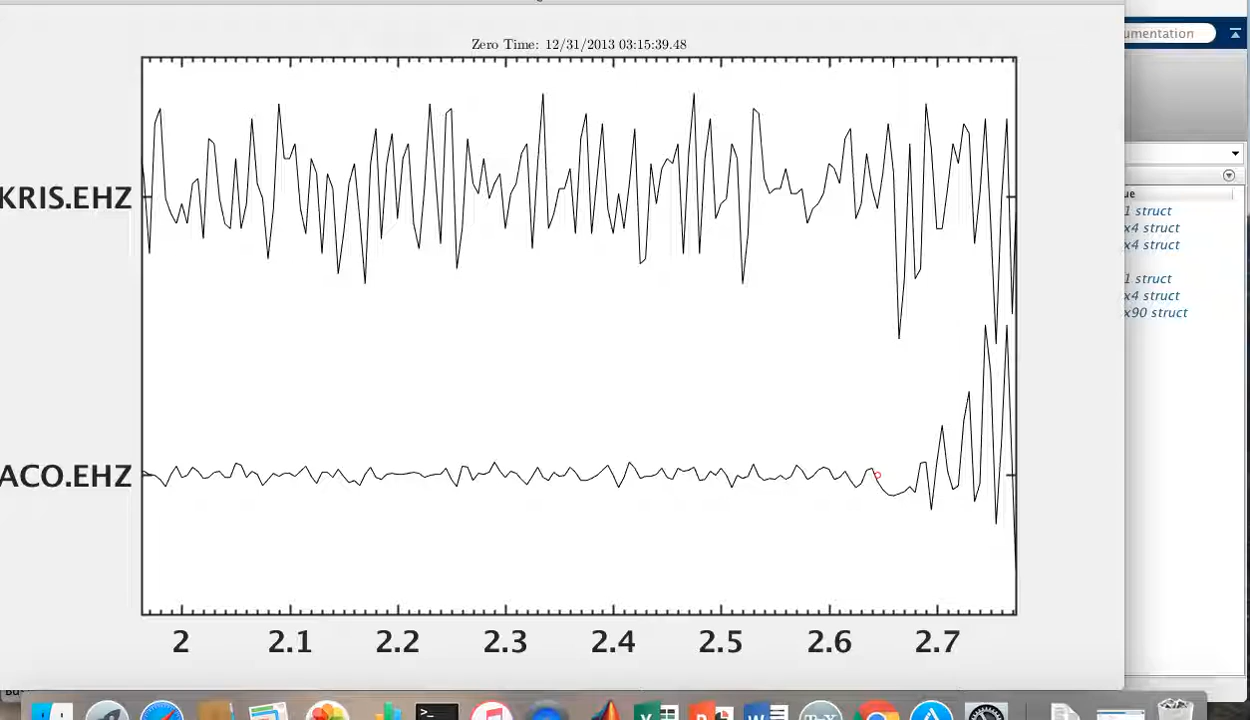 Zero Time: 12/31/2013 03:15:39.48
umentation
KRIS.EHZ
ue
1 struct
x4 struct
x4 struct
1 struct
x4 struct
x90 struct
ACO.EHZ
2 2.1 2.2 2.3 2.4 2.5 2.6 2.7